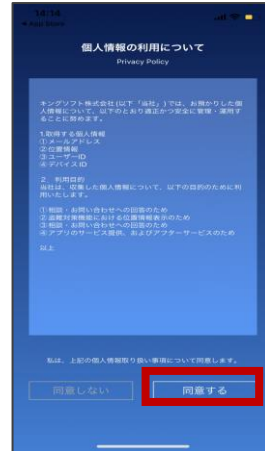 14:16
◀ App Store
個人情報の利用について
Privacy Policy
キングソフト株式会社(以下「当社」)では、お預かりした個
人情報について、以下のとおり適正かつ安全に管理・運用す
ることに努めます。
1.取得する個人情報
①メールアドレス
②位置情報
③ユーザーID
④デバイスID
2. 利用目的
当社は、収集した個人情報について、以下の目的のために利
用いたします。
①相談・お問い合わせへの回答のため
②盗難対策機能における位置情報表示のため
③相談・お問い合わせへの回答のため
④アプリのサービス提供、およびアフターサービスのため
以上
私は、上記の個人情報取り扱い事項について同意します。
同意しない
同意する